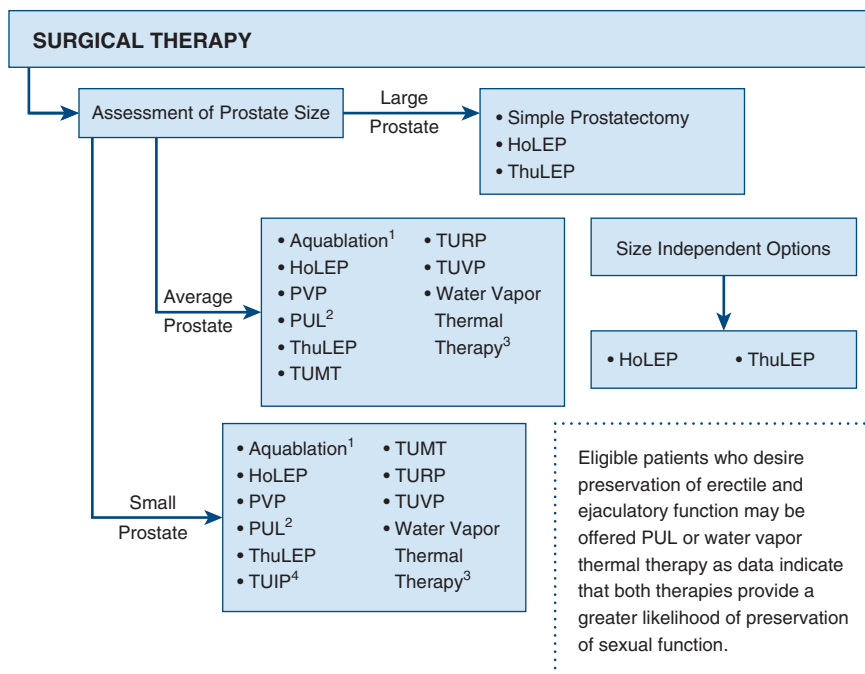 SURGICAL THERAPY
Assessment of Prostate Size
Large
Prostate
• Simple Prostatectomy
• HoLEP
• ThuLEP
Average
Prostate
• Aquablation¹
• HoLEP
• PVP
• PUL²
• ThuLEP
• TUMT
• TURP
• TUVP
• Water Vapor
Thermal
Therapy³
Size Independent Options
• HoLEP • ThuLEP
Small
Prostate
• Aquablation¹
• HoLEP
• PVP
• PUL²
• ThuLEP
• TUIP⁴
• TUMT
• TURP
• TUVP
• Water Vapor
Thermal
Therapy³
Eligible patients who desire
preservation of erectile and
ejaculatory function may be
offered PUL or water vapor
thermal therapy as data indicate
that both therapies provide a
greater likelihood of preservation
of sexual function.